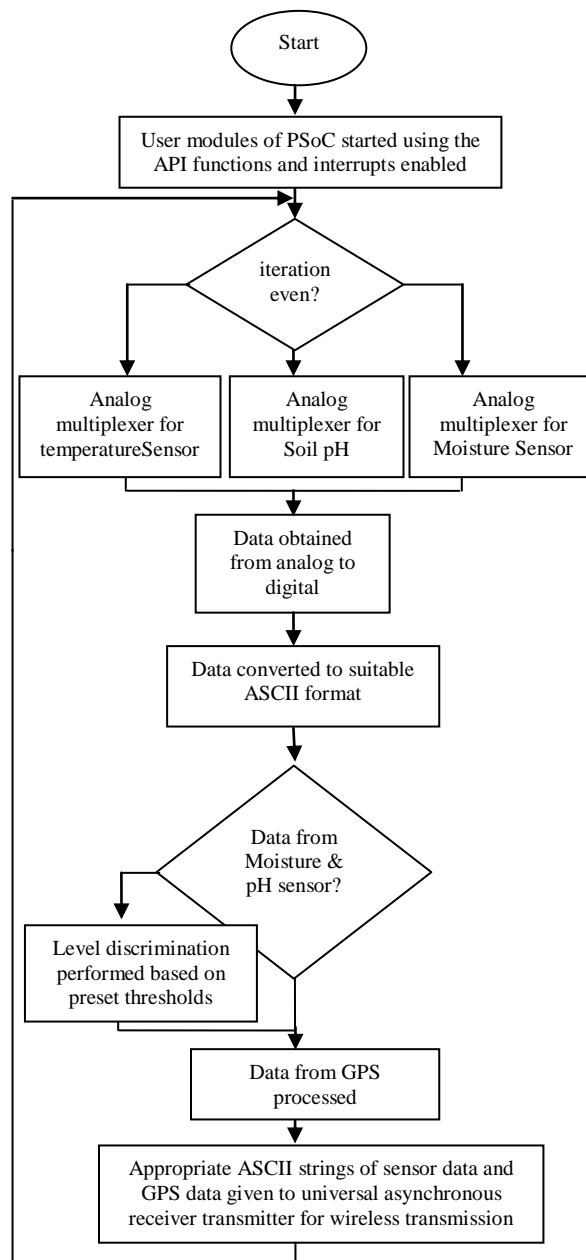 Start
User modules of PSoC started using the
API functions and interrupts enabled
iteration
even?
Analog
multiplexer for
temperatureSensor
Analog
multiplexer for
Soil pH
Analog
multiplexer for
Moisture Sensor
Data obtained
from analog to
digital
Data converted to suitable
ASCII format
Data from
Moisture &
pH sensor?
Level discrimination
performed based on
preset thresholds
Data from GPS
processed
Appropriate ASCII strings of sensor data and
GPS data given to universal asynchronous
receiver transmitter for wireless transmission